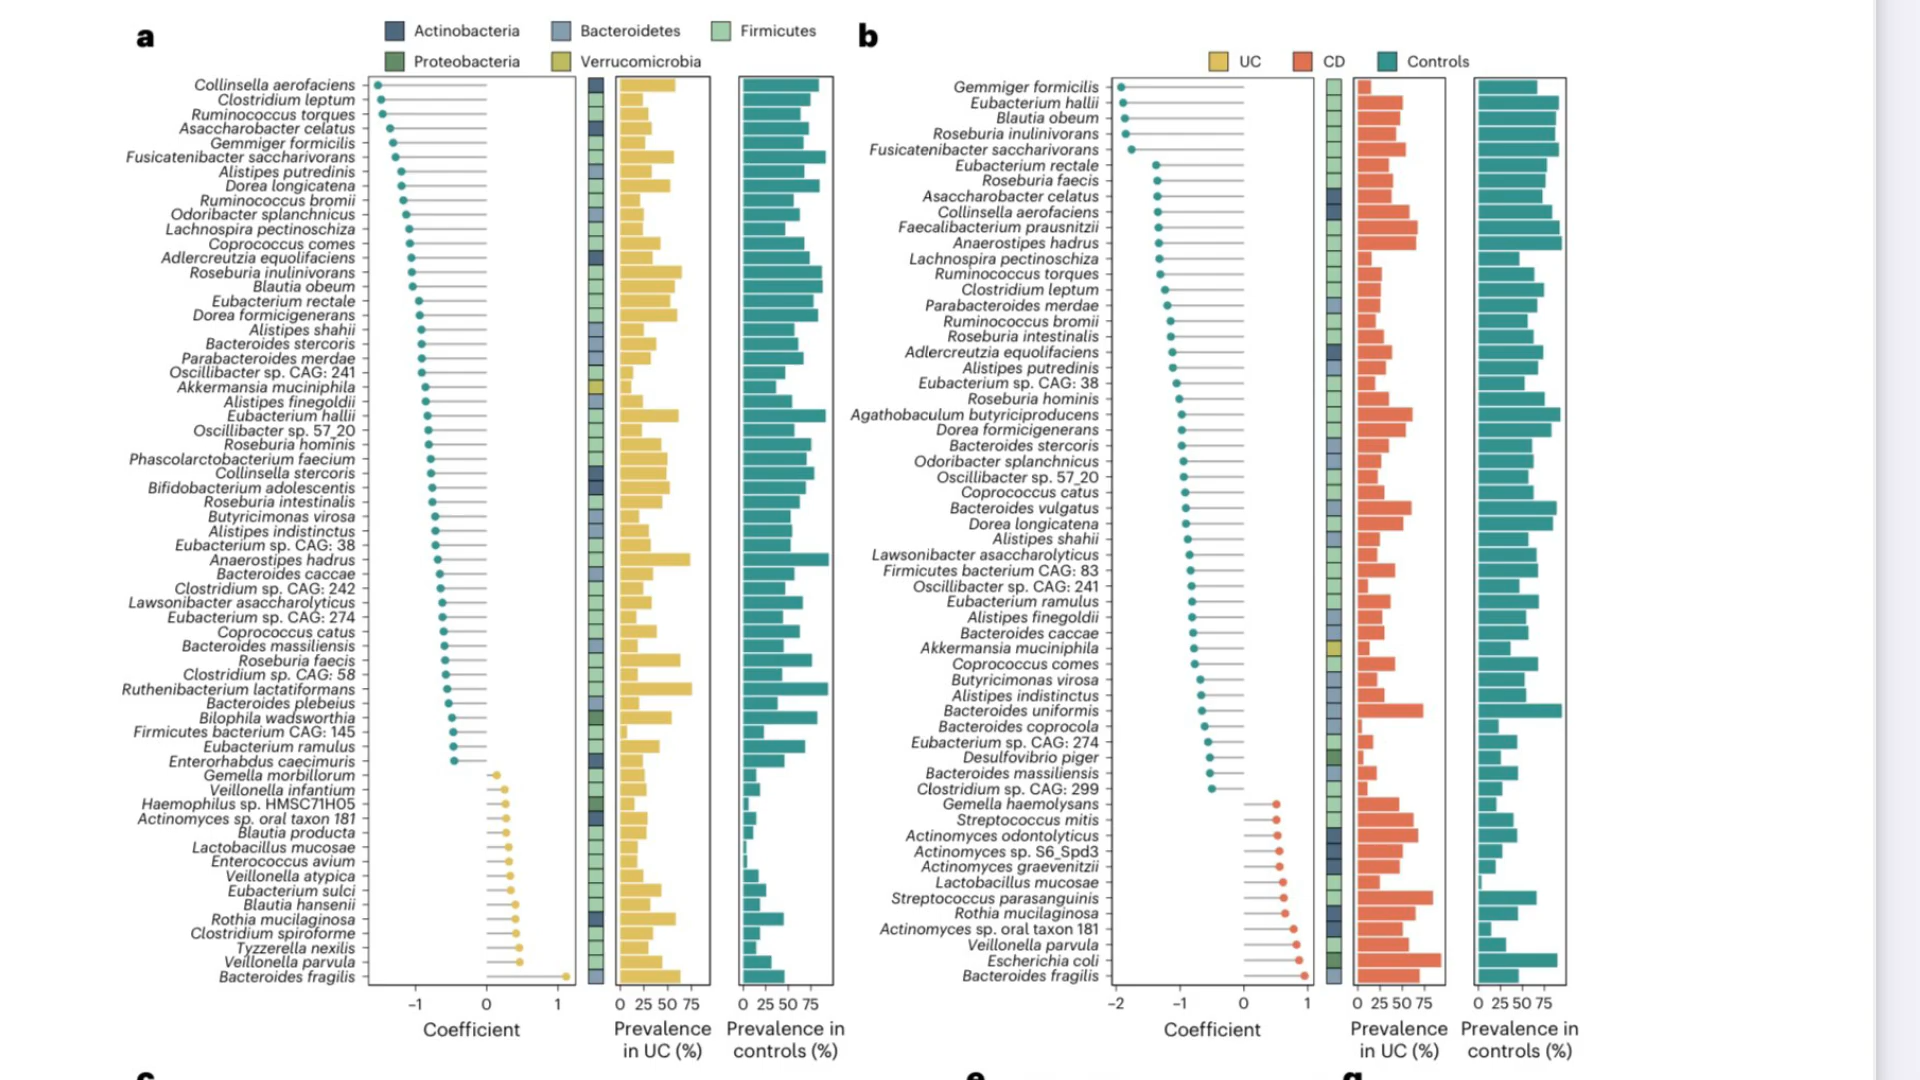 a
Actinobacteria
Bacteroidetes
Firmicutes
Proteobacteria
Verrucomicrobia
Collinsella aerofaciens
Clostridium leptum
Ruminococcus torques
Asaccharobacter celatus
Gemmiger formicilis
Fusicatenibacter saccharivorans
Alistipes putredinis
Dorea longicatena
Ruminococcus bromii
Odoribacter splanchnicus
Lachnospira pectinoschiza
Coprococcus comes
Adlercreutzia equolifaciens
Roseburia inulinivorans
Blautia obeum
Eubacterium rectale
Dorea formicigenerans
Alistipes shahii
Bacteroides stercoris
Parabacteroides merdae
Oscillibacter sp. CAG: 241
Akkermansia muciniphila
Alistipes finegoldii
Eubacterium hallii
Oscillibacter sp. 57_20
Roseburia hominis
Phascolarctobacterium faecium
Collinsella stercoris
Bifidobacterium adolescentis
Roseburia intestinalis
Butyricimonas virosa
Alistipes indistinctus
Eubacterium sp. CAG: 38
Anaerostipes hadrus
Bacteroides caccae
Clostridium sp. CAG: 242
Lawsonibacter asaccharolyticus
Eubacterium sp. CAG: 274
Coprococcus catus
Bacteroides massiliensis
Roseburia faecis
Clostridium sp. CAG: 58
Ruthenibacterium lactatiformans
Bacteroides plebeius
Bilophila wadsworthia
Firmicutes bacterium CAG: 145
Eubacterium ramulus
Enterorhabdus caecimuris
Gemella morbillorum
Veillonella infantium
Haemophilus sp. HMSC71H05
Actinomyces sp. oral taxon 181
Blautia producta
Lactobacillus mucosae
Enterococcus avium
Veillonella atypica
Eubacterium sulci
Blautia hansenii
Rothia mucilaginosa
Clostridium spiroforme
Tyzzerella nexilis
Veillonella parvula
Bacteroides fragilis
−1 0 1
Coefficient
0 25 50 75
Prevalence
in UC (%)
0 25 50 75
Prevalence in
controls (%)
b
UC
CD
Controls
Gemmiger formicilis
Eubacterium hallii
Blautia obeum
Roseburia inulinivorans
Fusicatenibacter saccharivorans
Eubacterium rectale
Roseburia faecis
Asaccharobacter celatus
Collinsella aerofaciens
Faecalibacterium prausnitzii
Anaerostipes hadrus
Lachnospira pectinoschiza
Ruminococcus torques
Clostridium leptum
Parabacteroides merdae
Ruminococcus bromii
Roseburia intestinalis
Adlercreutzia equolifaciens
Alistipes putredinis
Eubacterium sp. CAG: 38
Roseburia hominis
Agathobaculum butyriciproducens
Dorea formicigenerans
Bacteroides stercoris
Odoribacter splanchnicus
Oscillibacter sp. 57_20
Coprococcus catus
Bacteroides vulgatus
Dorea longicatena
Alistipes shahii
Lawsonibacter asaccharolyticus
Firmicutes bacterium CAG: 83
Oscillibacter sp. CAG: 241
Eubacterium ramulus
Alistipes finegoldii
Bacteroides caccae
Akkermansia muciniphila
Coprococcus comes
Butyricimonas virosa
Alistipes indistinctus
Bacteroides uniformis
Bacteroides coprocola
Eubacterium sp. CAG: 274
Desulfovibrio piger
Bacteroides massiliensis
Clostridium sp. CAG: 299
Gemella haemolysans
Streptococcus mitis
Actinomyces odontolyticus
Actinomyces sp. S6_Spd3
Actinomyces graevenitzii
Lactobacillus mucosae
Streptococcus parasanguinis
Rothia mucilaginosa
Actinomyces sp. oral taxon 181
Veillonella parvula
Escherichia coli
Bacteroides fragilis
−2 −1 0 1
Coefficient
0 25 50 75
Prevalence
in UC (%)
0 25 50 75
Prevalence in
controls (%)